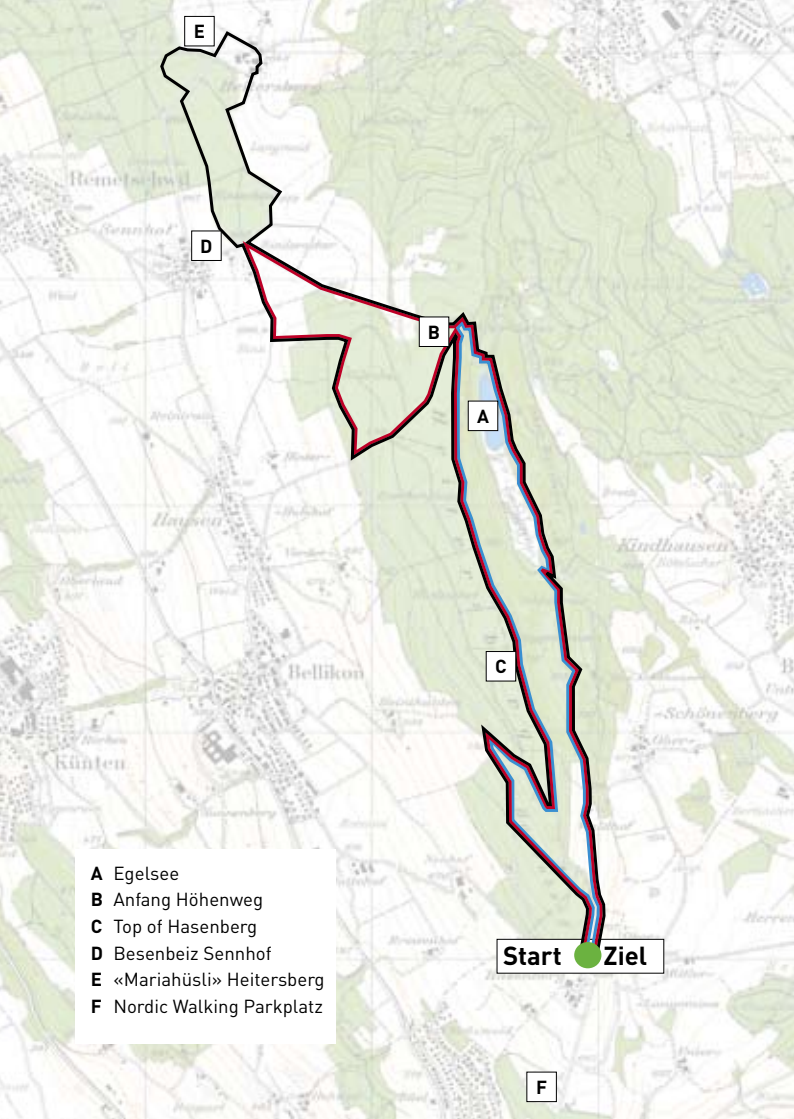 E
Heitersberg
Remetschwil
Sennhof
D
B
A
Hausen
Kindhausen
C
Bellikon
Schönenberg
Künten
A Egelsee
B Anfang Höhenweg
C Top of Hasenberg
D Besenbeiz Sennhof
E «Mariahüsli» Heitersberg
F Nordic Walking Parkplatz
Start Ziel
F